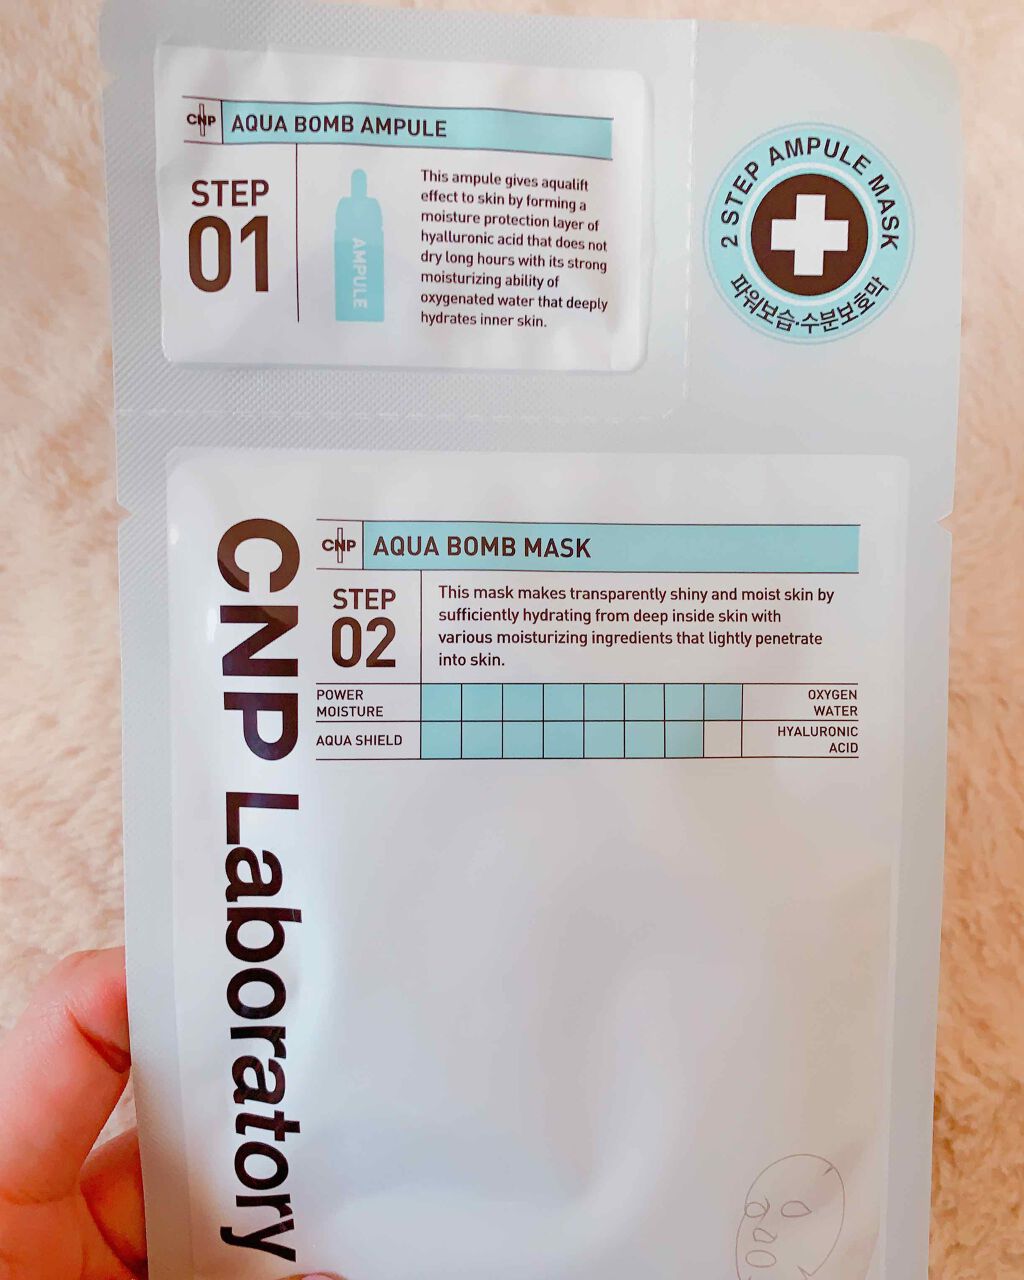 CNP
AQUA BOMB AMPULE
STEP
01
AMPULE
This ampule gives aqualift
effect to skin by forming a
moisture protection layer of
hyalluronic acid that does not
dry long hours with its strong
moisturizing ability of
oxygenated water that deeply
hydrates inner skin.
2 STEP AMPULE MASK
파워보습·수분보호막
CNP Laboratory
CNP
AQUA BOMB MASK
STEP
02
This mask makes transparently shiny and moist skin by
sufficiently hydrating from deep inside skin with
various moisturizing ingredients that lightly penetrate
into skin.
POWER
MOISTURE
OXYGEN
WATER
AQUA SHIELD
HYALURONIC
ACID